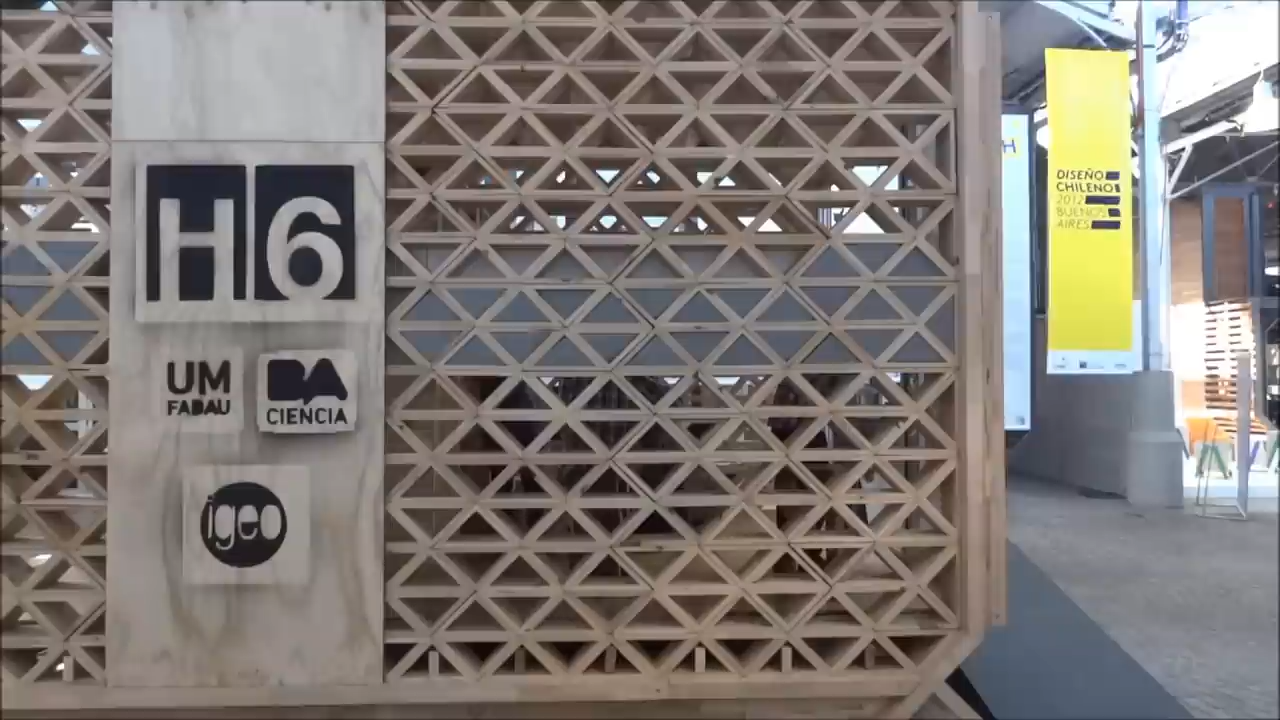 H6
UM
FADAU
BA
CIENCIA
igeo
H
DISEÑO
CHILENO
2012
BUENOS
AIRES